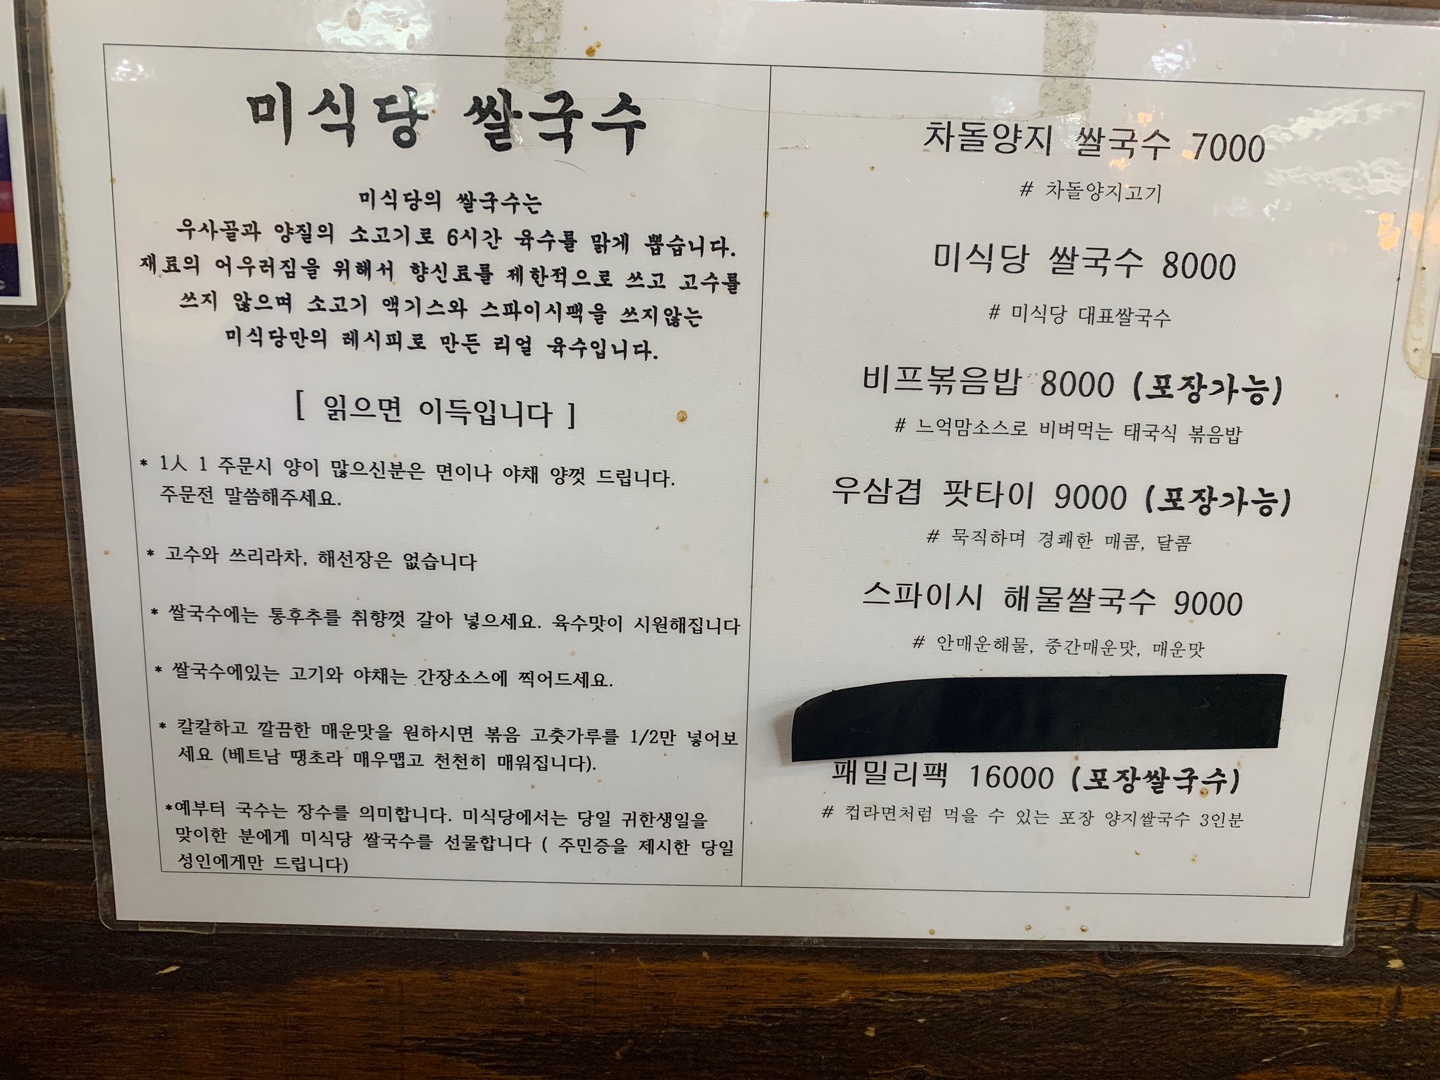 미식당 쌀국수
미식당의 쌀국수는
우사골과 양질의 소고기로 6시간 육수를 맑게 뽑습니다.
재료의 어우러짐을 위해서 향신료를 제한적으로 쓰고 고수를
쓰지 않으며 소고기 액기스와 스파이시팩을 쓰지않는
미식당만의 레시피로 만든 리얼 육수입니다.
[ 읽으면 이득입니다 ]
* 1人 1 주문시 양이 많으신분은 면이나 야채 양껏 드립니다.
주문전 말씀해주세요.
* 고수와 쓰리라차, 해선장은 없습니다
* 쌀국수에는 통후추를 취향껏 갈아 넣으세요. 육수맛이 시원해집니다
* 쌀국수에있는 고기와 야채는 간장소스에 찍어드세요.
* 칼칼하고 깔끔한 매운맛을 원하시면 볶음 고춧가루를 1/2만 넣어보
세요 (베트남 땡초라 매우맵고 천천히 매워집니다).
*예부터 국수는 장수를 의미합니다. 미식당에서는 당일 귀한생일을
맞이한 분에게 미식당 쌀국수를 선물합니다 ( 주민증을 제시한 당일
성인에게만 드립니다)
차돌양지 쌀국수 7000
# 차돌양지고기
미식당 쌀국수 8000
# 미식당 대표쌀국수
비프볶음밥 8000 (포장가능)
# 느억맘소스로 비벼먹는 태국식 볶음밥
우삼겹 팟타이 9000 (포장가능)
# 묵직하며 경쾌한 매콤, 달콤
스파이시 해물쌀국수 9000
# 안매운해물, 중간매운맛, 매운맛
패밀리팩 16000 (포장쌀국수)
# 컵라면처럼 먹을 수 있는 포장 양지쌀국수 3인분